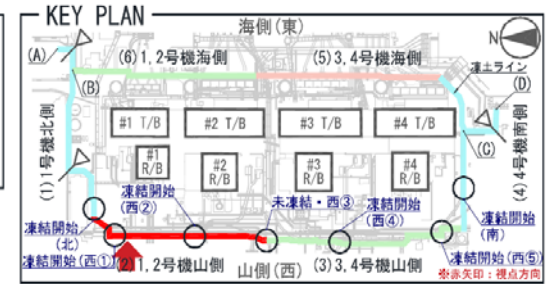 KEY PLAN
海側(東)
N
(A)
(6)1,2号機海側
(5)3,4号機海側
凍土ライン
(B)
(D)
#1 T/B
#2 T/B
#3 T/B
#4 T/B
(C)
(1)1号機北側
(4)4号機南側
#1
R/B
#2
R/B
#3
R/B
#4
R/B
凍結開始
(西②)
未凍結・西③
凍結開始
(西④)
凍結開始
(北)
凍結開始
(南)
凍結開始(西①)
(2)1,2号機山側
山側(西)
(3)3,4号機山側
凍結開始(西⑤)
※赤矢印：視点方向